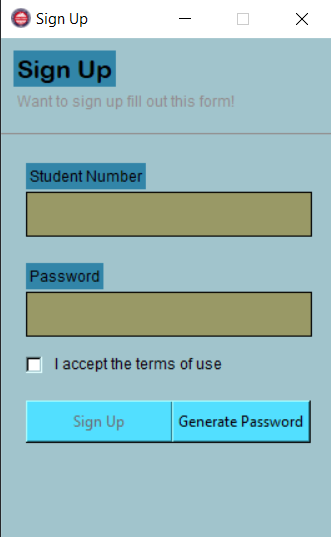 Sign Up
Sign Up
Want to sign up fill out this form!
Student Number
Password
I accept the terms of use
Sign Up
Generate Password